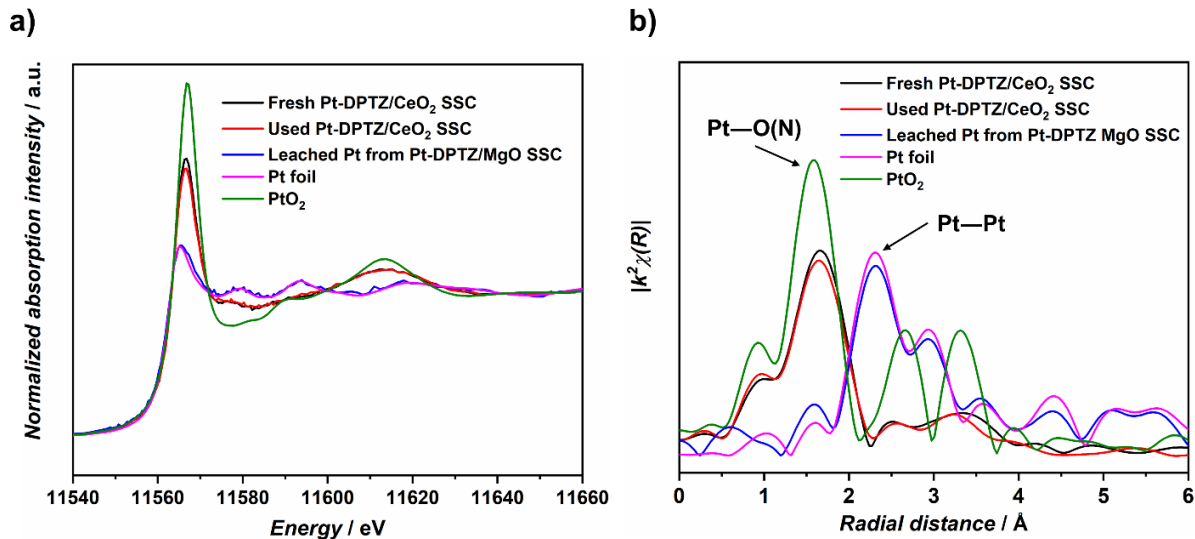 a)
Normalized absorption intensity / a.u.
Fresh Pt-DPTZ/CeO₂ SSC
Used Pt-DPTZ/CeO₂ SSC
Leached Pt from Pt-DPTZ/MgO SSC
Pt foil
PtO₂
11540 11560 11580 11600 11620 11640 11660
Energy / eV
b)
|k²χ(R)|
Fresh Pt-DPTZ/CeO₂ SSC
Used Pt-DPTZ/CeO₂ SSC
Leached Pt from Pt-DPTZ MgO SSC
Pt foil
PtO₂
Pt—O(N)
Pt—Pt
0 1 2 3 4 5 6
Radial distance / Å